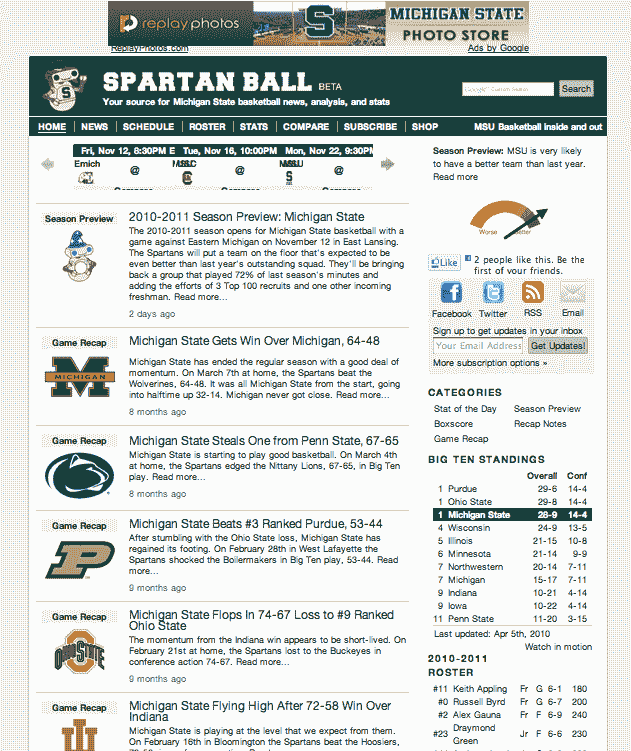 replayphotos
MICHIGAN STATE
PHOTO STORE
ReplayPhotos.com
Ads by Google
SPARTAN BALL BETA
Your source for Michigan State basketball news, analysis, and stats
Search
HOME | NEWS | SCHEDULE | ROSTER | STATS | COMPARE | SUBSCRIBE | SHOP
MSU Basketball inside and out
Fri, Nov 12, 8:30PM E Tue, Nov 16, 10:00PM Mon, Nov 22, 9:30PM
Emich
@ @ @
Season Preview
2010-2011 Season Preview: Michigan State
The 2010-2011 season opens for Michigan State basketball with a
game against Eastern Michigan on November 12 in East Lansing.
The Spartans will put a team on the floor that's expected to be
even better than last year's outstanding squad. They'll be bringing
back a group that played 72% of last season's minutes and
adding the efforts of 3 Top 100 recruits and one other incoming
freshman. Read more...
2 days ago
Game Recap
Michigan State Gets Win Over Michigan, 64-48
MICHIGAN
Michigan State has ended the regular season with a good deal of
momentum. On March 7th at home, the Spartans beat the
Wolverines, 64-48. It was all Michigan State from the start, going
into halftime up 32-14. Michigan never got close. Read more...
8 months ago
Game Recap
Michigan State Steals One from Penn State, 67-65
Michigan State is starting to play good basketball. On March 4th
at home, the Spartans edged the Nittany Lions, 67-65, in Big Ten
play. Read more...
8 months ago
Game Recap
Michigan State Beats #3 Ranked Purdue, 53-44
After stumbling with the Ohio State loss, Michigan State has
regained its footing. On February 28th in West Lafayette the
Spartans shocked the Boilermakers in Big Ten play, 53-44. Read
more...
9 months ago
Game Recap
Michigan State Flops In 74-67 Loss to #9 Ranked
Ohio State
OHIO STATE
The momentum from the Indiana win appears to be short-lived. On
February 21st at home, the Spartans lost to the Buckeyes in
conference action 74-67. Read more...
9 months ago
Game Recap
Michigan State Flying High After 72-58 Win Over
Indiana
Michigan State is playing at the level that we expect from them.
On February 16th in Bloomington the Spartans beat the Hoosiers,
Season Preview: MSU is very likely
to have a better team than last year.
Read more
Worse Better
Like 2 people like this. Be the
first of your friends.
Facebook Twitter RSS Email
Sign up to get updates in your inbox
Your Email Address Get Updates!
More subscription options »
CATEGORIES
Stat of the Day Season Preview
Boxscore Recap Notes
Game Recap
BIG TEN STANDINGS
Overall Conf
1 Purdue 29-6 14-4
1 Ohio State 29-8 14-4
1 Michigan State 28-9 14-4
4 Wisconsin 24-9 13-5
5 Illinois 21-15 10-8
6 Minnesota 21-14 9-9
7 Northwestern 20-14 7-11
7 Michigan 15-17 7-11
9 Indiana 10-21 4-14
9 Iowa 10-22 4-14
11 Penn State 11-20 3-15
Last updated: Apr 5th, 2010
Watch in motion
2010-2011
ROSTER
#11 Keith Appling Fr G 6-1 180
#0 Russell Byrd Fr G 6-7 200
#2 Alex Gauna Fr F 6-9 240
#23 Draymond Green Jr F 6-6 230